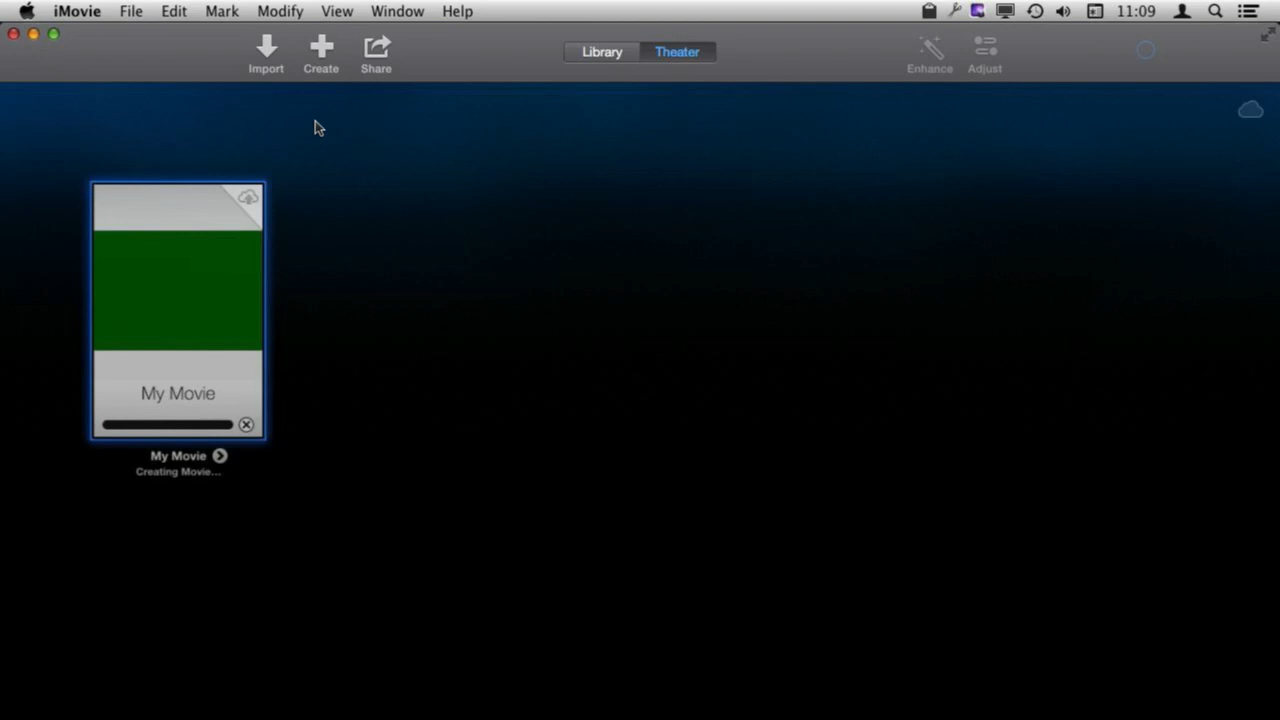 iMovie File Edit Mark Modify View Window Help 11:09
Import Create Share Library Theater Enhance Adjust
My Movie
My Movie
Creating Movie...